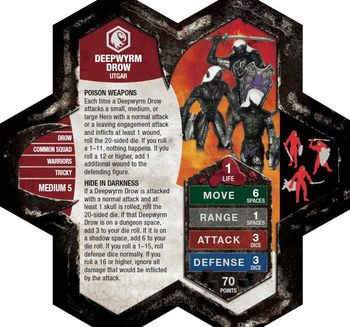 DEEPWYRM
DROW
UTGAR
POISON WEAPONS
Each time a Deepwyrm Drow
attacks a small, medium, or
large Hero with a normal attack
or a leaving engagement attack
and inflicts at least 1 wound,
roll the 20-sided die. If you roll
a 1–11, nothing happens. If you
roll a 12 or higher, add 1
additional wound to the
defending figure.
HIDE IN DARKNESS
If a Deepwyrm Drow is attacked
with a normal attack and at
least 1 skull is rolled, roll the
20-sided die. If that Deepwyrm
Drow is on a dungeon space,
add 3 to your die roll. If it is on
a shadow space, add 6 to your
die roll. If you roll a 1–15, roll
defense dice normally. If you
roll a 16 or higher, ignore all
damage that would be inflicted
by the attack.
DROW
COMMON SQUAD
WARRIORS
TRICKY
MEDIUM 5
1
LIFE
MOVE 6
SPACES
RANGE 1
SPACES
ATTACK 3
DICE
DEFENSE 3
DICE
70
POINTS